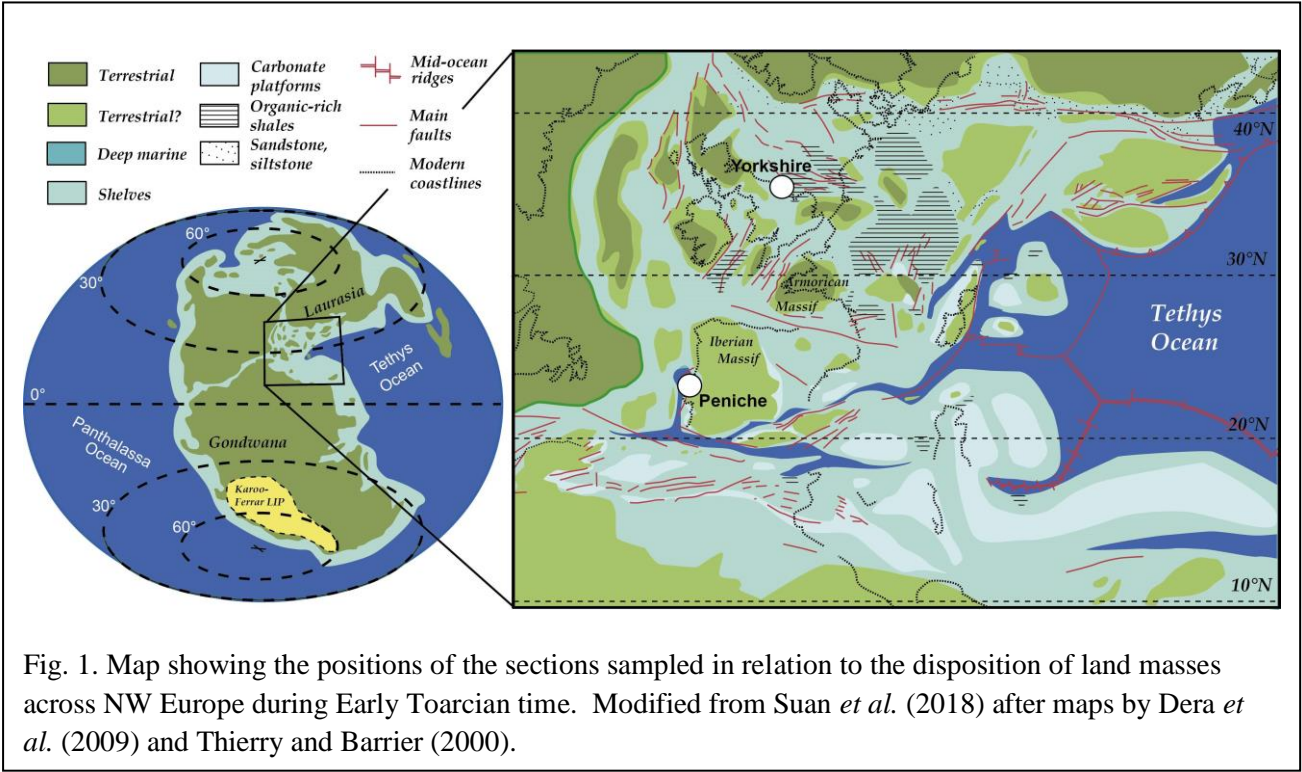 Terrestrial
Terrestrial?
Deep marine
Shelves
Carbonate
platforms
Organic-rich
shales
Sandstone,
siltstone
Mid-ocean
ridges
Main
faults
Modern
coastlines
60°
30°
Laurasia
Tethys
Ocean
0°
Panthalassa
Ocean
Gondwana
Karoo-
Ferrar LIP
30°
60°
40°N
Yorkshire
30°N
Armorican
Massif
Tethys
Ocean
Iberian
Massif
Peniche
20°N
10°N
Fig. 1. Map showing the positions of the sections sampled in relation to the disposition of land masses
across NW Europe during Early Toarcian time. Modified from Suan et al. (2018) after maps by Dera et
al. (2009) and Thierry and Barrier (2000).